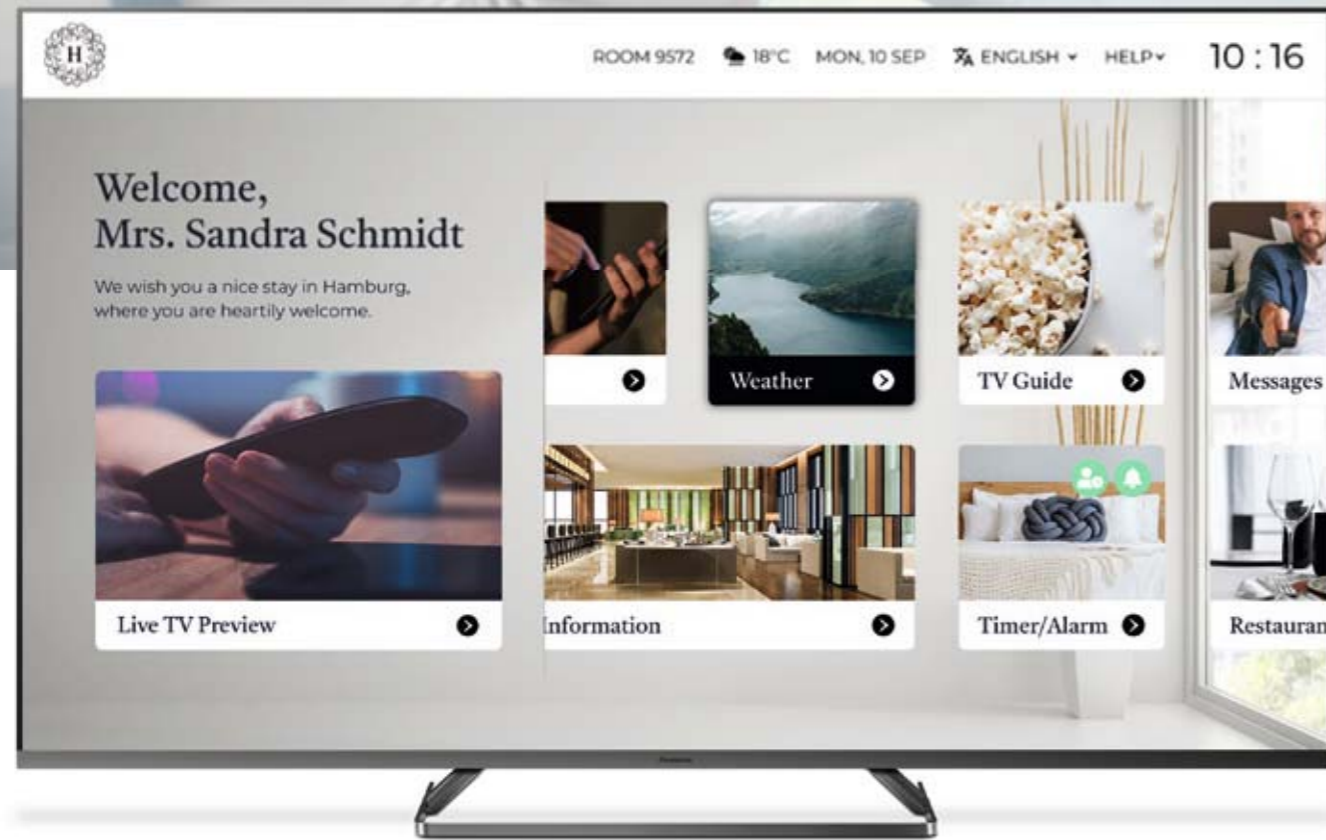 H
ROOM 9572 18°C MON, 10 SEP ENGLISH HELP 10 : 16
Welcome,
Mrs. Sandra Schmidt
We wish you a nice stay in Hamburg,
where you are heartily welcome.
Weather
TV Guide
Messages
Live TV Preview
Information
Timer/Alarm
Restauran
Panasonic